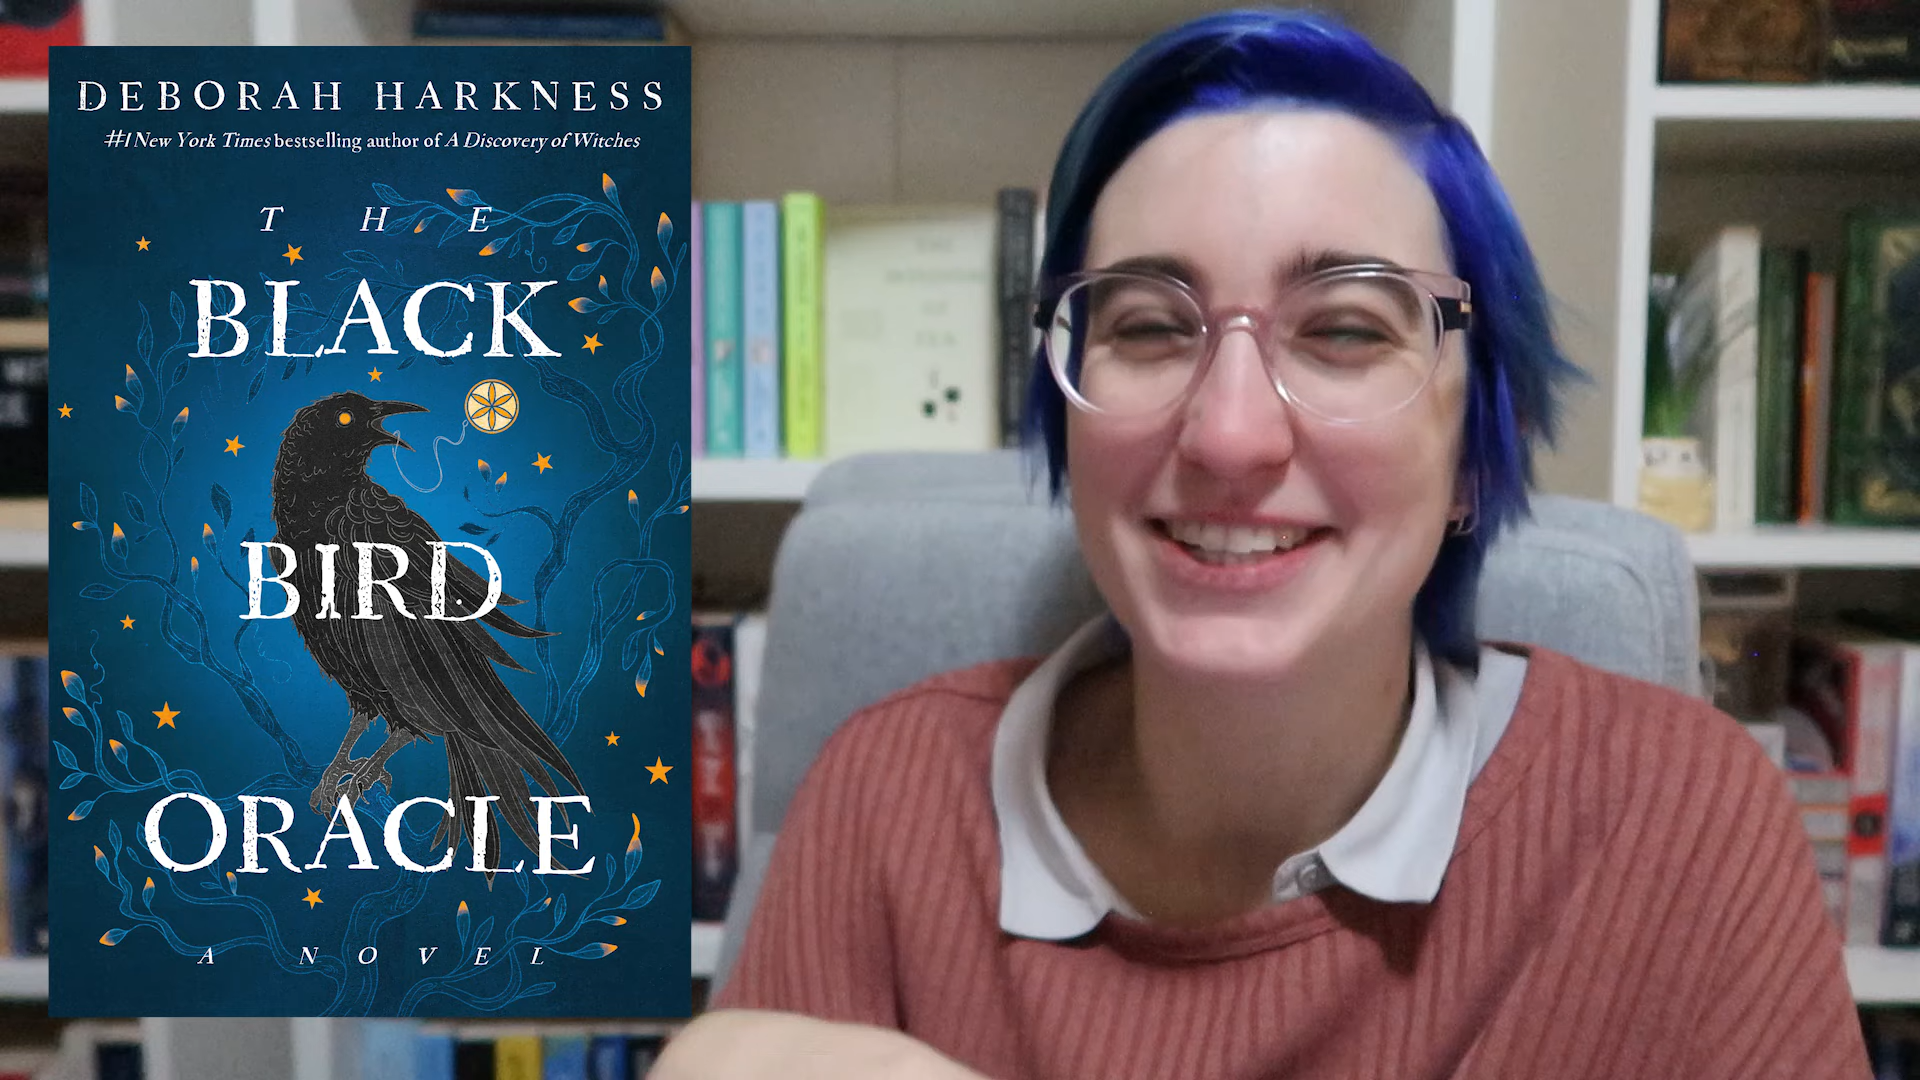 DEBORAH HARKNESS
#1 New York Times bestselling author of A Discovery of Witches
THE
BLACK
BIRD
ORACLE
A NOVEL